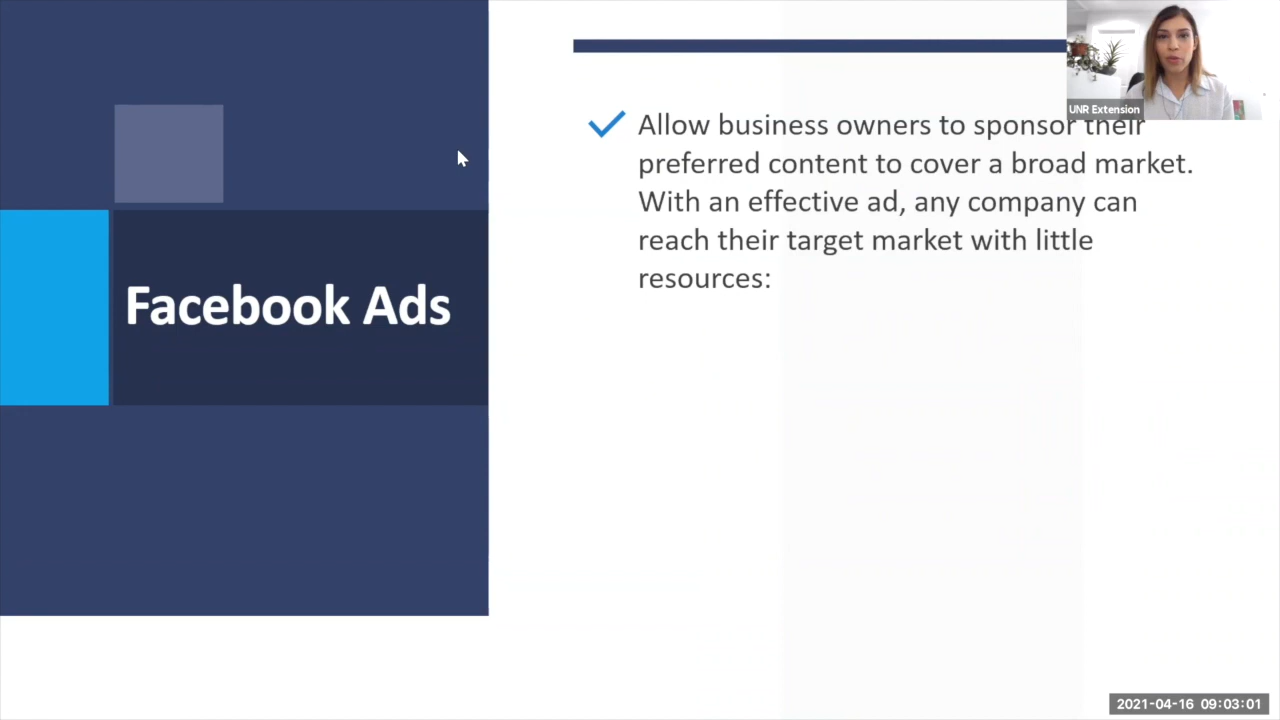 UNR Extension
Allow business owners to sponsor their
preferred content to cover a broad market.
With an effective ad, any company can
reach their target market with little
resources:
Facebook Ads
2021-04-16 09:03:01